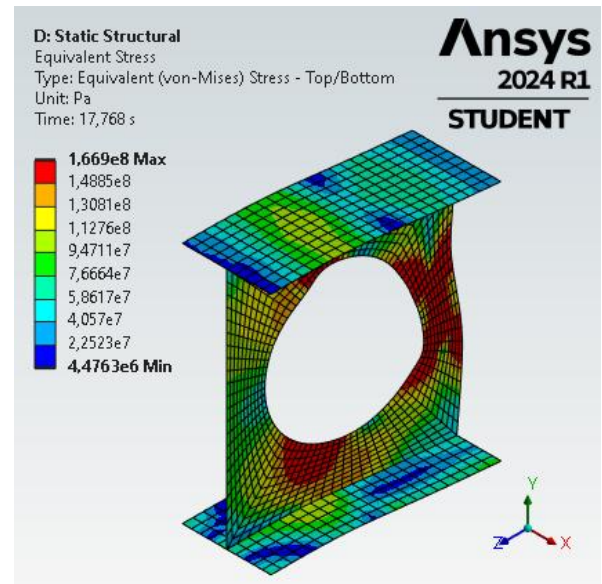 D: Static Structural
Equivalent Stress
Type: Equivalent (von-Mises) Stress - Top/Bottom
Unit: Pa
Time: 17,768 s
Ansys
2024 R1
STUDENT
1,669e8 Max
1,4885e8
1,3081e8
1,1276e8
9,4711e7
7,6664e7
5,8617e7
4,057e7
2,2523e7
4,4763e6 Min
Y
Z
X